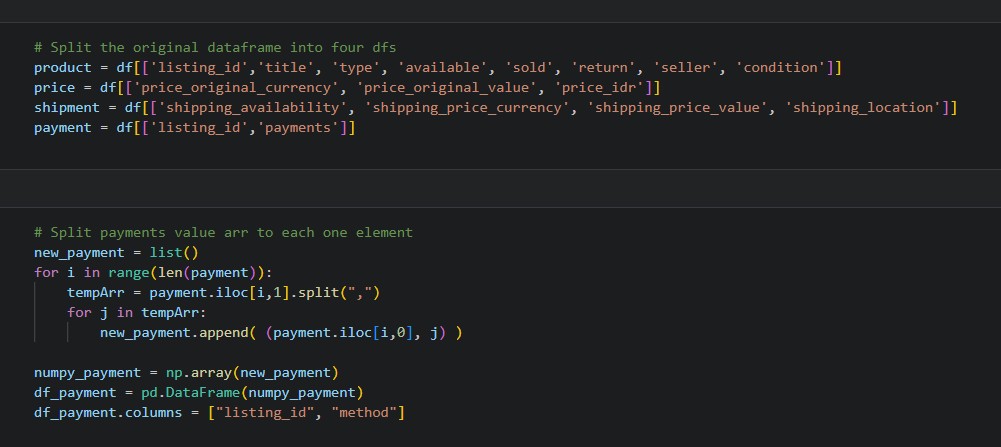 # Split the original dataframe into four dfs
product = df[['listing_id','title', 'type', 'available', 'sold', 'return', 'seller', 'condition']]
price = df[['price_original_currency', 'price_original_value', 'price_idr']]
shipment = df[['shipping_availability', 'shipping_price_currency', 'shipping_price_value', 'shipping_location']]
payment = df[['listing_id','payments']]
# Split payments value arr to each one element
new_payment = list()
for i in range(len(payment)):
    tempArr = payment.iloc[i,1].split(",")
    for j in tempArr:
        new_payment.append( (payment.iloc[i,0], j) )
numpy_payment = np.array(new_payment)
df_payment = pd.DataFrame(numpy_payment)
df_payment.columns = ["listing_id", "method"]